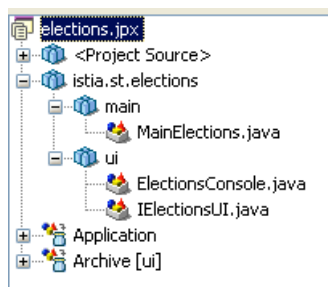 elections.jpx
<Project Source>
istia.st.elections
main
MainElections.java
ui
ElectionsConsole.java
IElectionsUI.java
Application
Archive [ui]